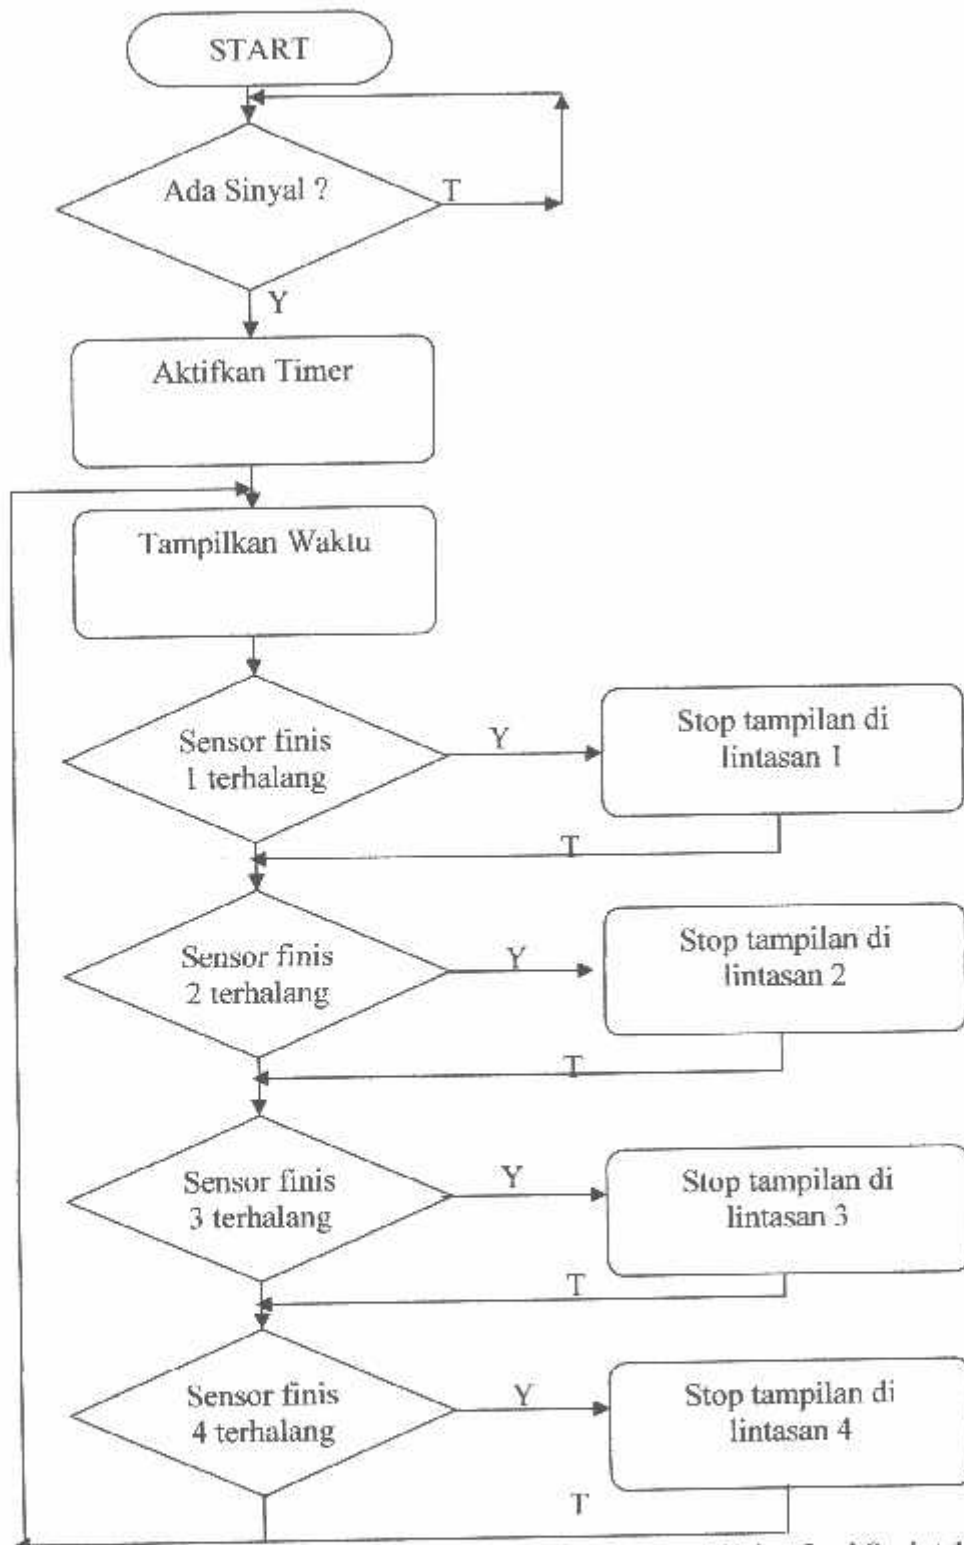 START
Ada Sinyal ?
T
Y
Aktifkan Timer
Tampilkan Waktu
Sensor finis
1 terhalang
Y
Stop tampilan di
lintasan 1
T
Sensor finis
2 terhalang
Y
Stop tampilan di
lintasan 2
T
Sensor finis
3 terhalang
Y
Stop tampilan di
lintasan 3
T
Sensor finis
4 terhalang
Y
Stop tampilan di
lintasan 4
T